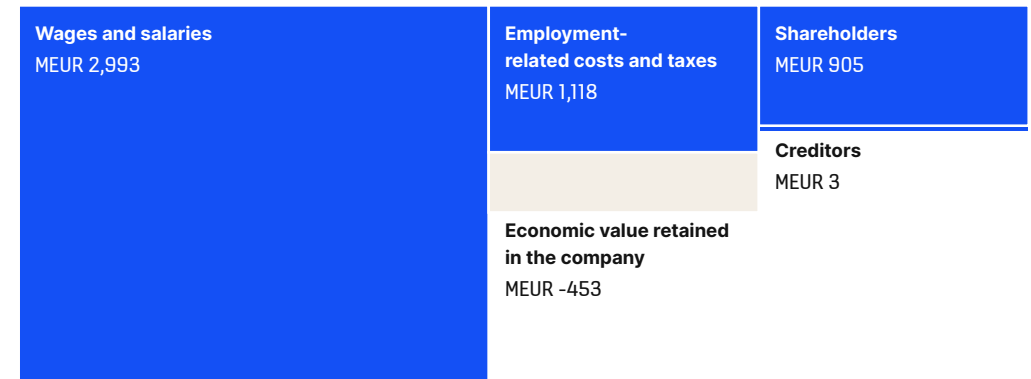 Wages and salaries
MEUR 2,993
Employment-
related costs and taxes
MEUR 1,118
Shareholders
MEUR 905
Creditors
MEUR 3
Economic value retained
in the company
MEUR -453